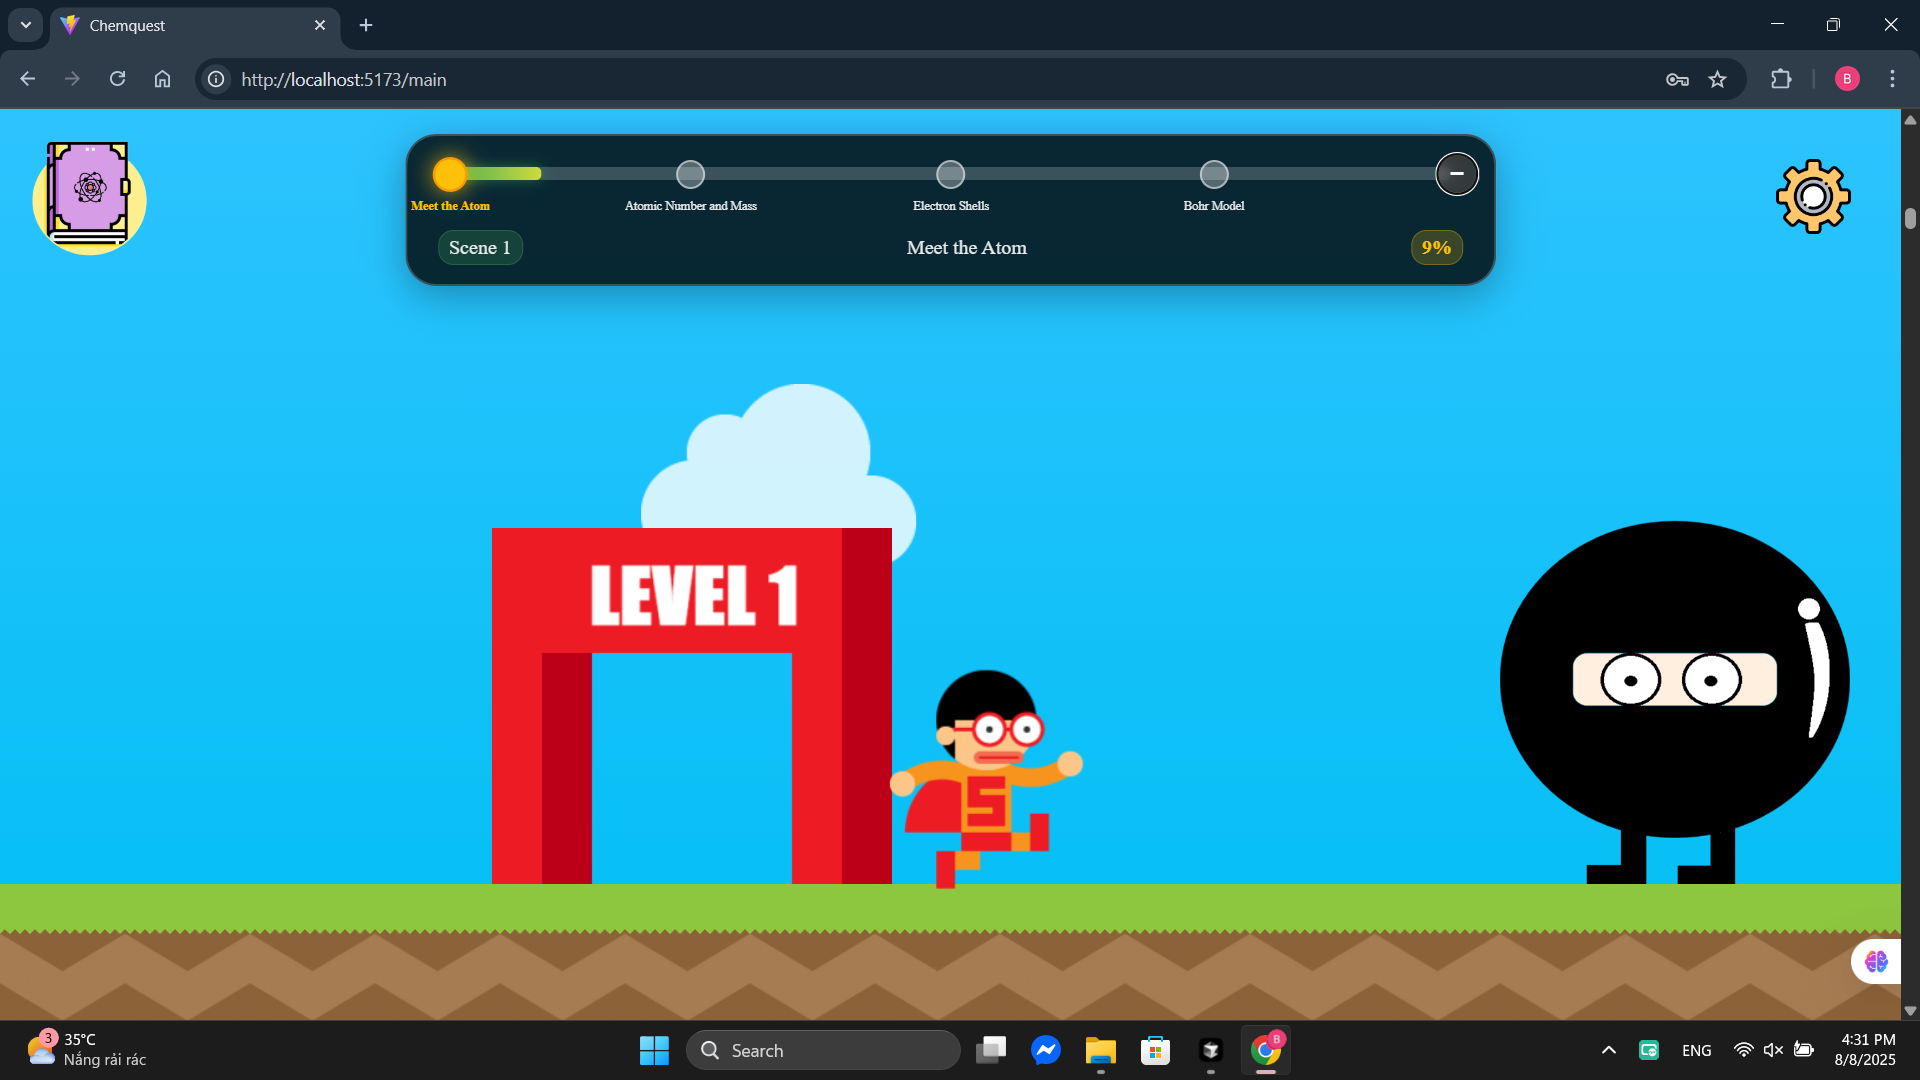 Chemquest
http://localhost:5173/main
B
Meet the Atom
Atomic Number and Mass
Electron Shells
Bohr Model
Scene 1
Meet the Atom
9%
LEVEL 1
S
3
35°C
Nắng rải rác
Search
B
ENG
4:31 PM
8/8/2025